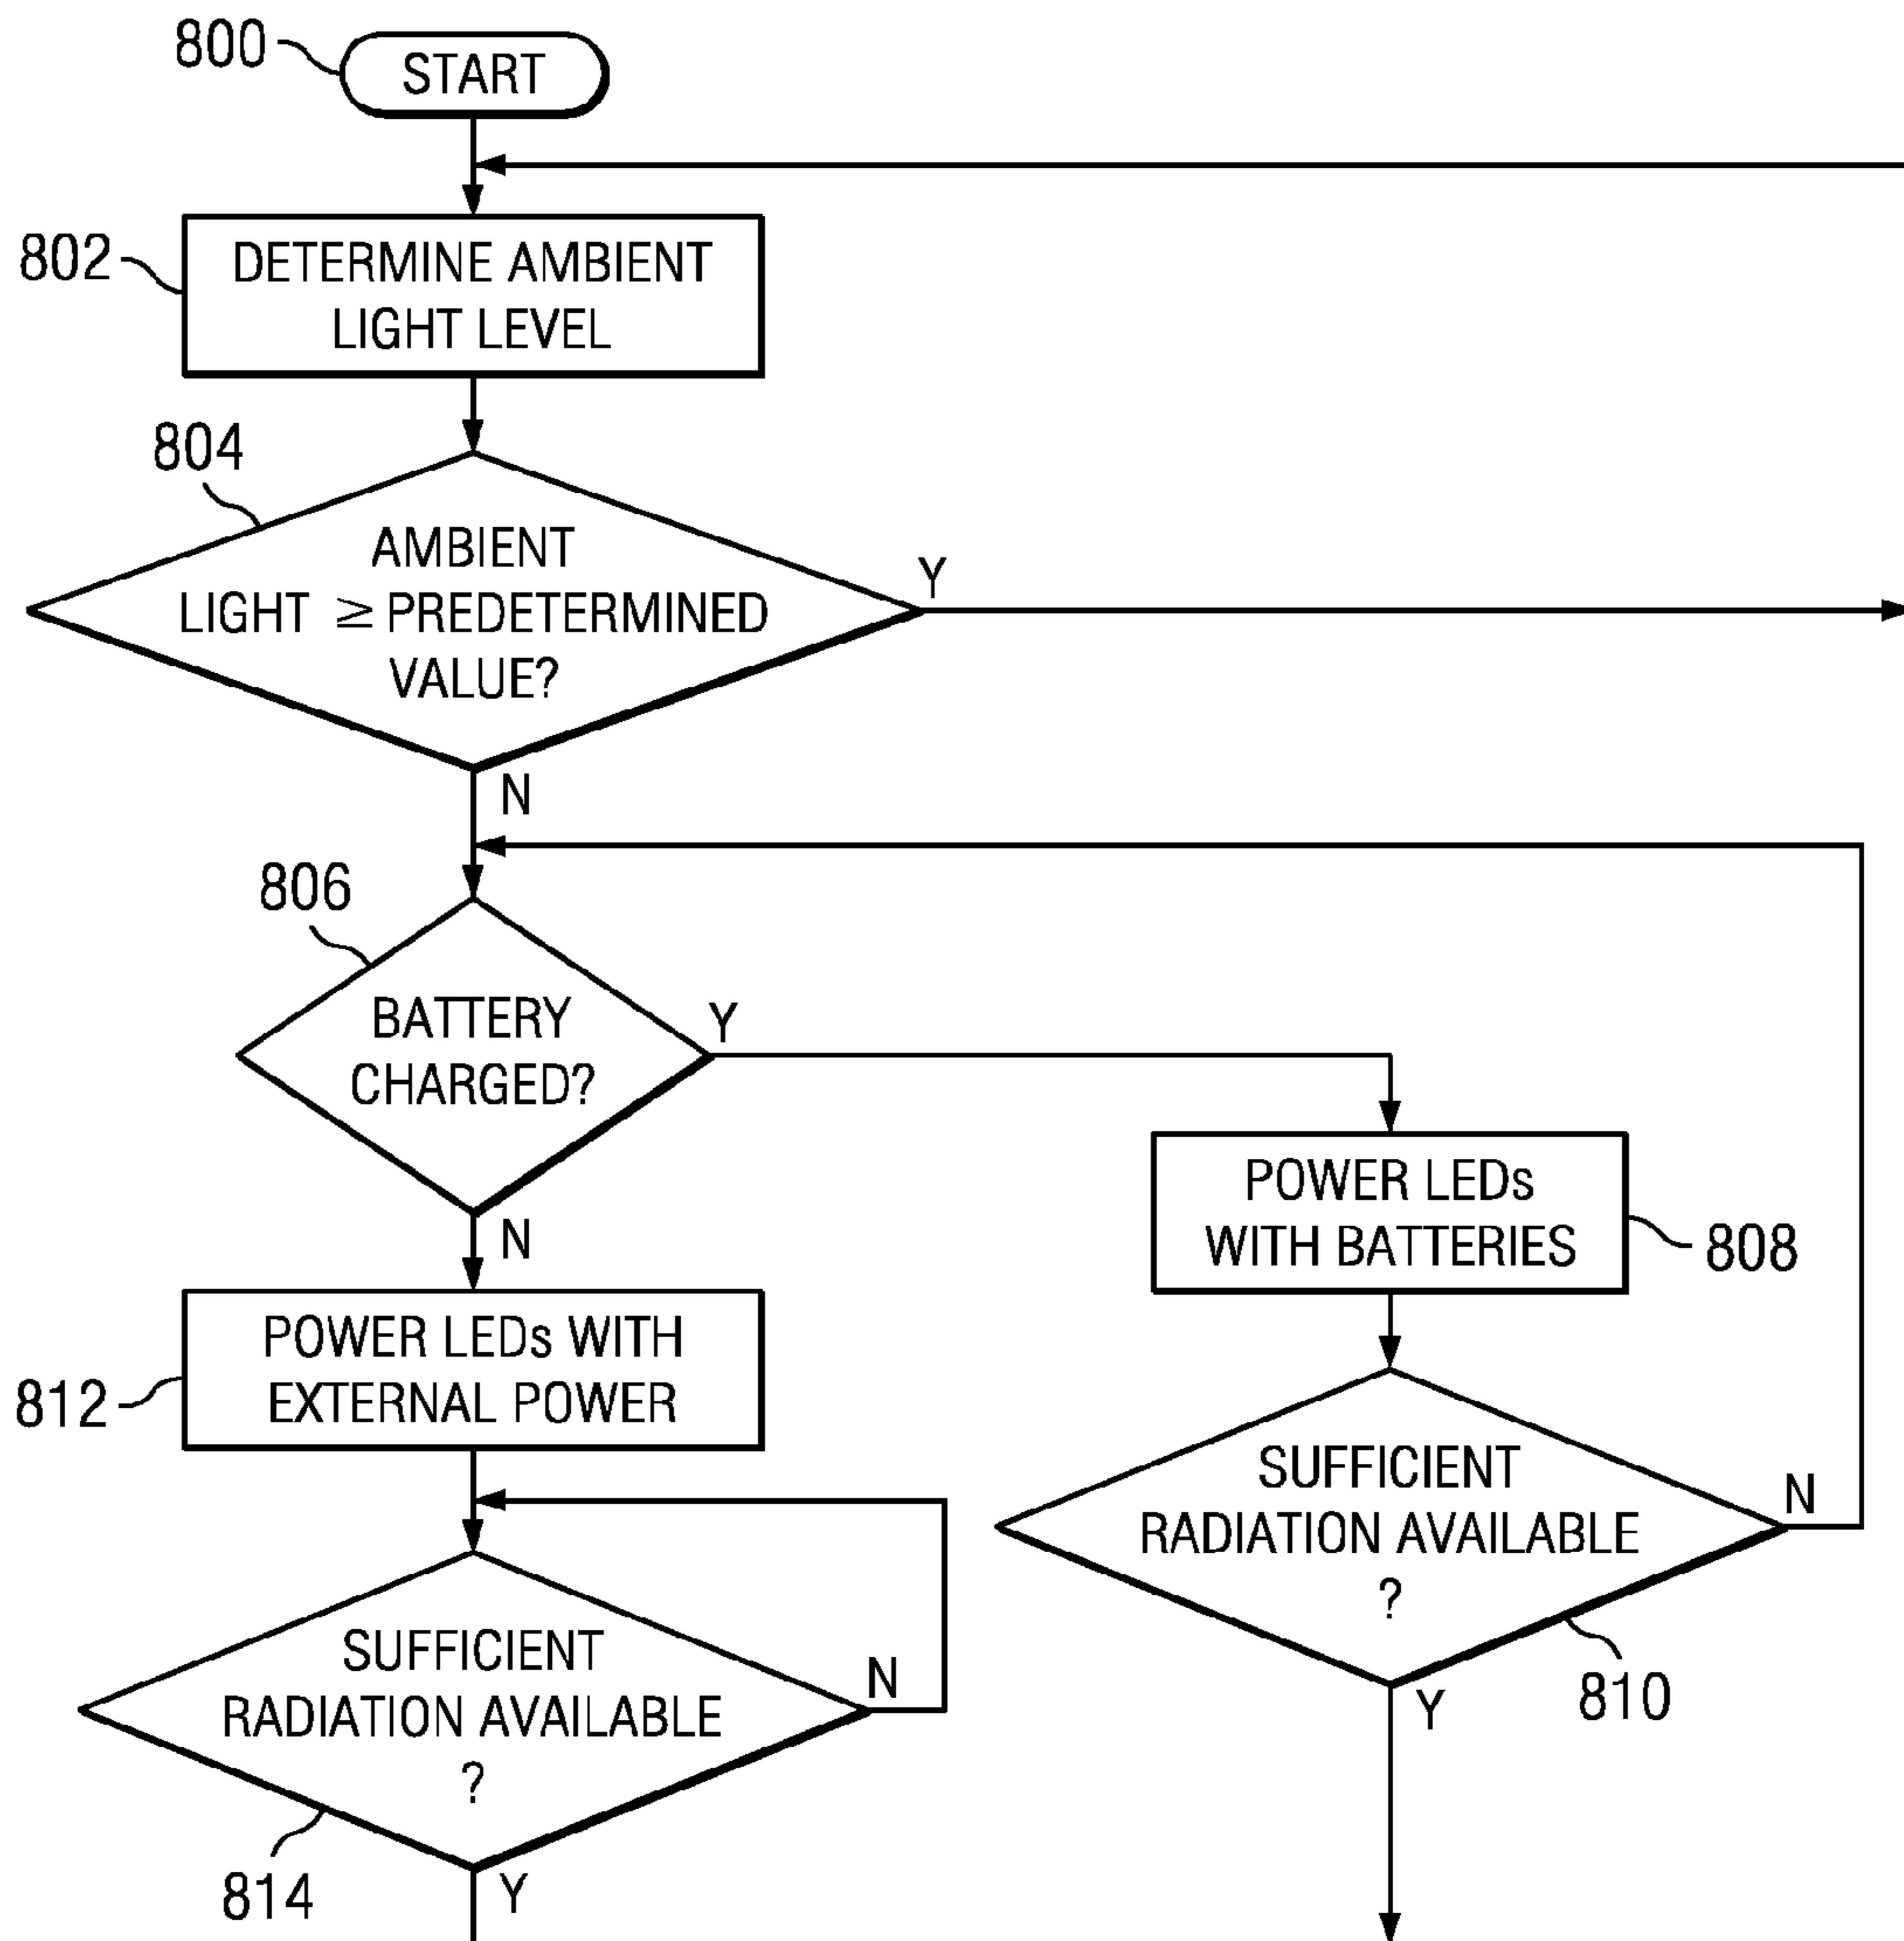 800
START
802
DETERMINE AMBIENT
LIGHT LEVEL
804
AMBIENT
LIGHT ≥ PREDETERMINED
VALUE?
Y
N
806
BATTERY
CHARGED?
Y
N
POWER LEDs
WITH BATTERIES
808
812
POWER LEDs WITH
EXTERNAL POWER
SUFFICIENT
RADIATION AVAILABLE
?
N
Y
810
SUFFICIENT
RADIATION AVAILABLE
?
N
Y
814